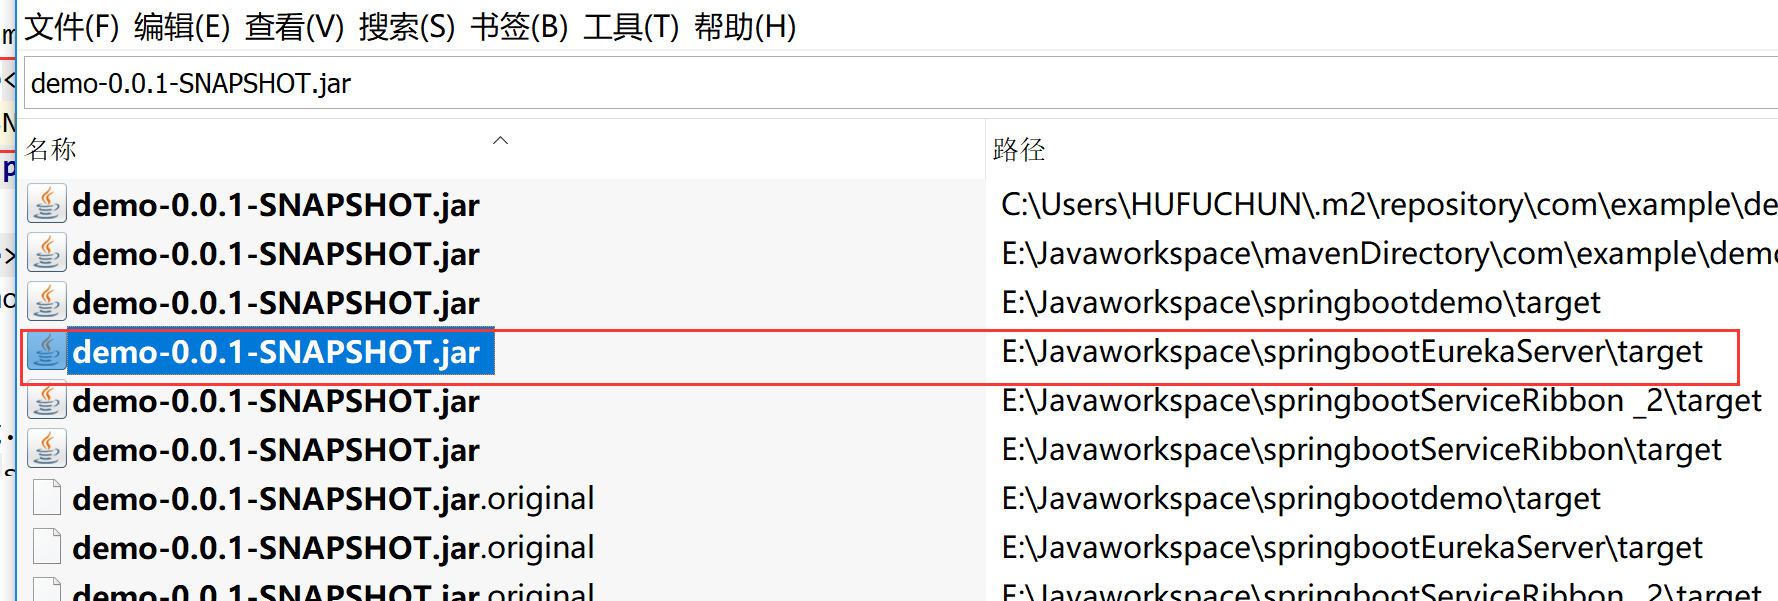 文件(F) 编辑(E) 查看(V) 搜索(S) 书签(B) 工具(T) 帮助(H)
demo-0.0.1-SNAPSHOT.jar
名称 路径
demo-0.0.1-SNAPSHOT.jar C:\Users\HUFUCHUN\.m2\repository\com\example\de
demo-0.0.1-SNAPSHOT.jar E:\Javaworkspace\mavenDirectory\com\example\demo
demo-0.0.1-SNAPSHOT.jar E:\Javaworkspace\springbootdemo\target
demo-0.0.1-SNAPSHOT.jar E:\Javaworkspace\springbootEurekaServer\target
demo-0.0.1-SNAPSHOT.jar E:\Javaworkspace\springbootServiceRibbon _2\target
demo-0.0.1-SNAPSHOT.jar E:\Javaworkspace\springbootServiceRibbon\target
demo-0.0.1-SNAPSHOT.jar.original E:\Javaworkspace\springbootdemo\target
demo-0.0.1-SNAPSHOT.jar.original E:\Javaworkspace\springbootEurekaServer\target
demo-0.0.1-SNAPSHOT.jar.original E:\Javaworkspace\springbootServiceRibbon _2\target